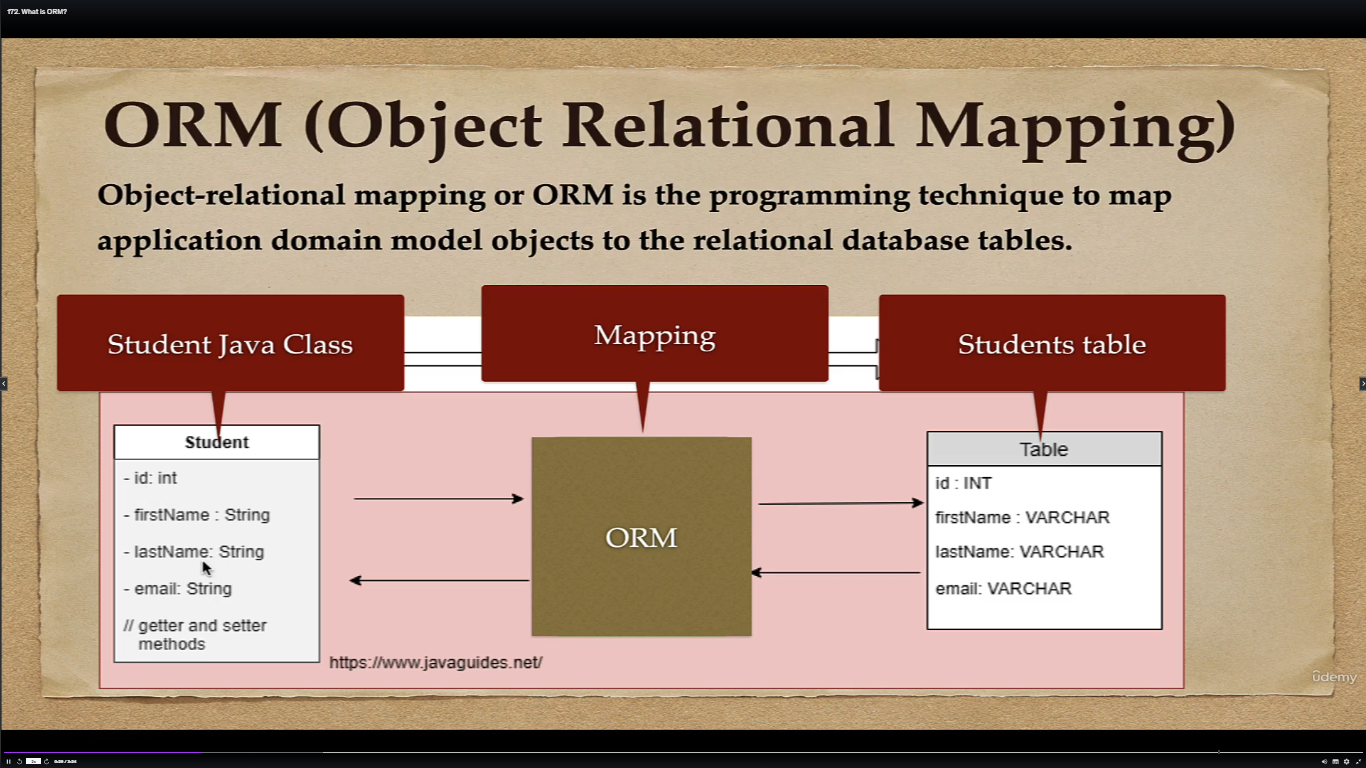 172. What is ORM?
ORM (Object Relational Mapping)
Object-relational mapping or ORM is the programming technique to map
application domain model objects to the relational database tables.
Student Java Class
Mapping
Students table
Student
- id: int
- firstName : String
- lastName: String
- email: String
// getter and setter
methods
ORM
Table
id : INT
firstName : VARCHAR
lastName: VARCHAR
email: VARCHAR
https://www.javaguides.net/
ûdemy